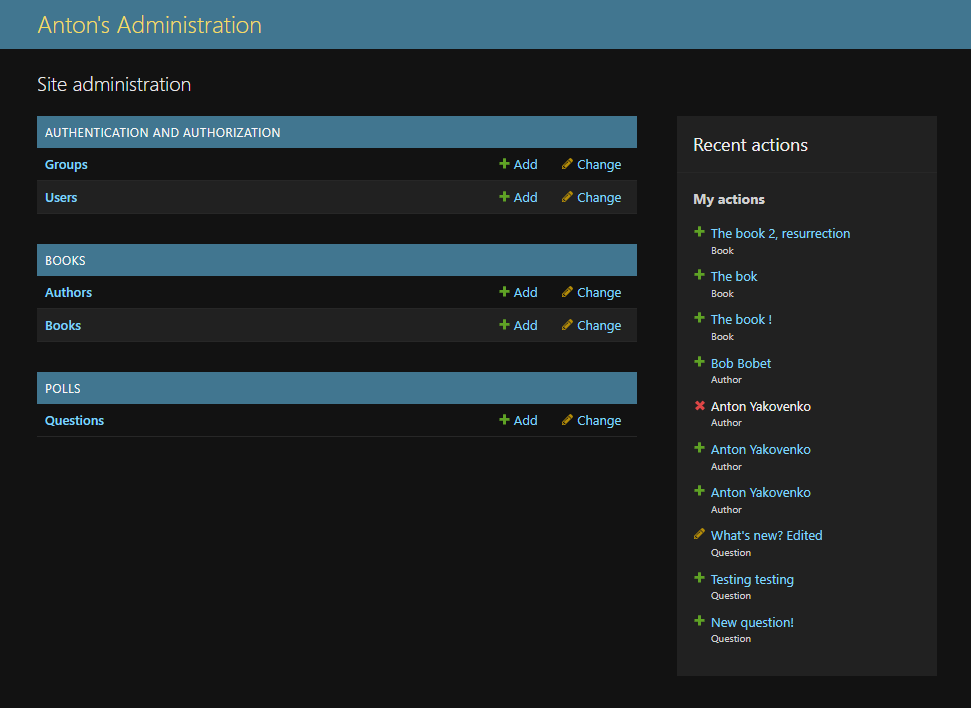 Anton's Administration
Site administration
AUTHENTICATION AND AUTHORIZATION
Groups Add Change
Users Add Change
BOOKS
Authors Add Change
Books Add Change
POLLS
Questions Add Change
Recent actions
My actions
The book 2, resurrection
Book
The bok
Book
The book !
Book
Bob Bobet
Author
Anton Yakovenko
Author
Anton Yakovenko
Author
Anton Yakovenko
Author
What's new? Edited
Question
Testing testing
Question
New question!
Question